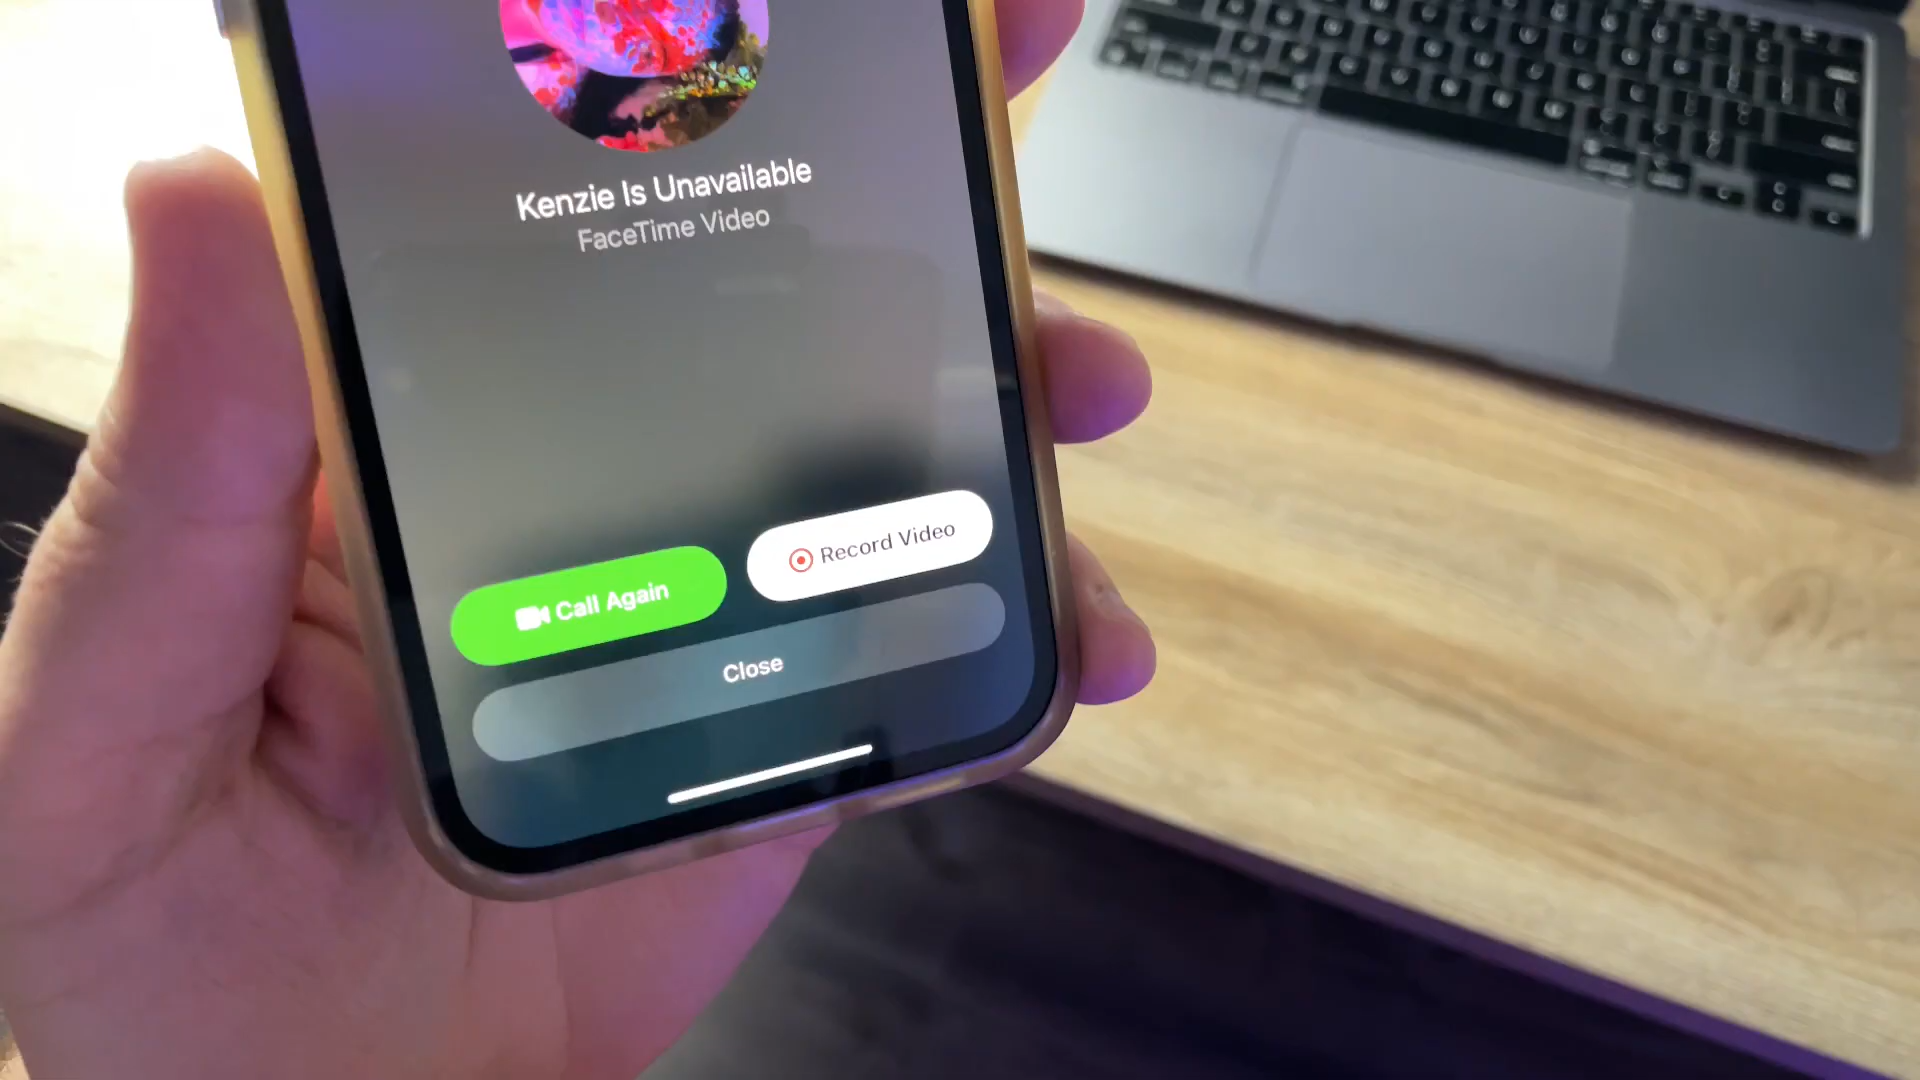 Kenzie Is Unavailable
FaceTime Video
Call Again
Record Video
Close